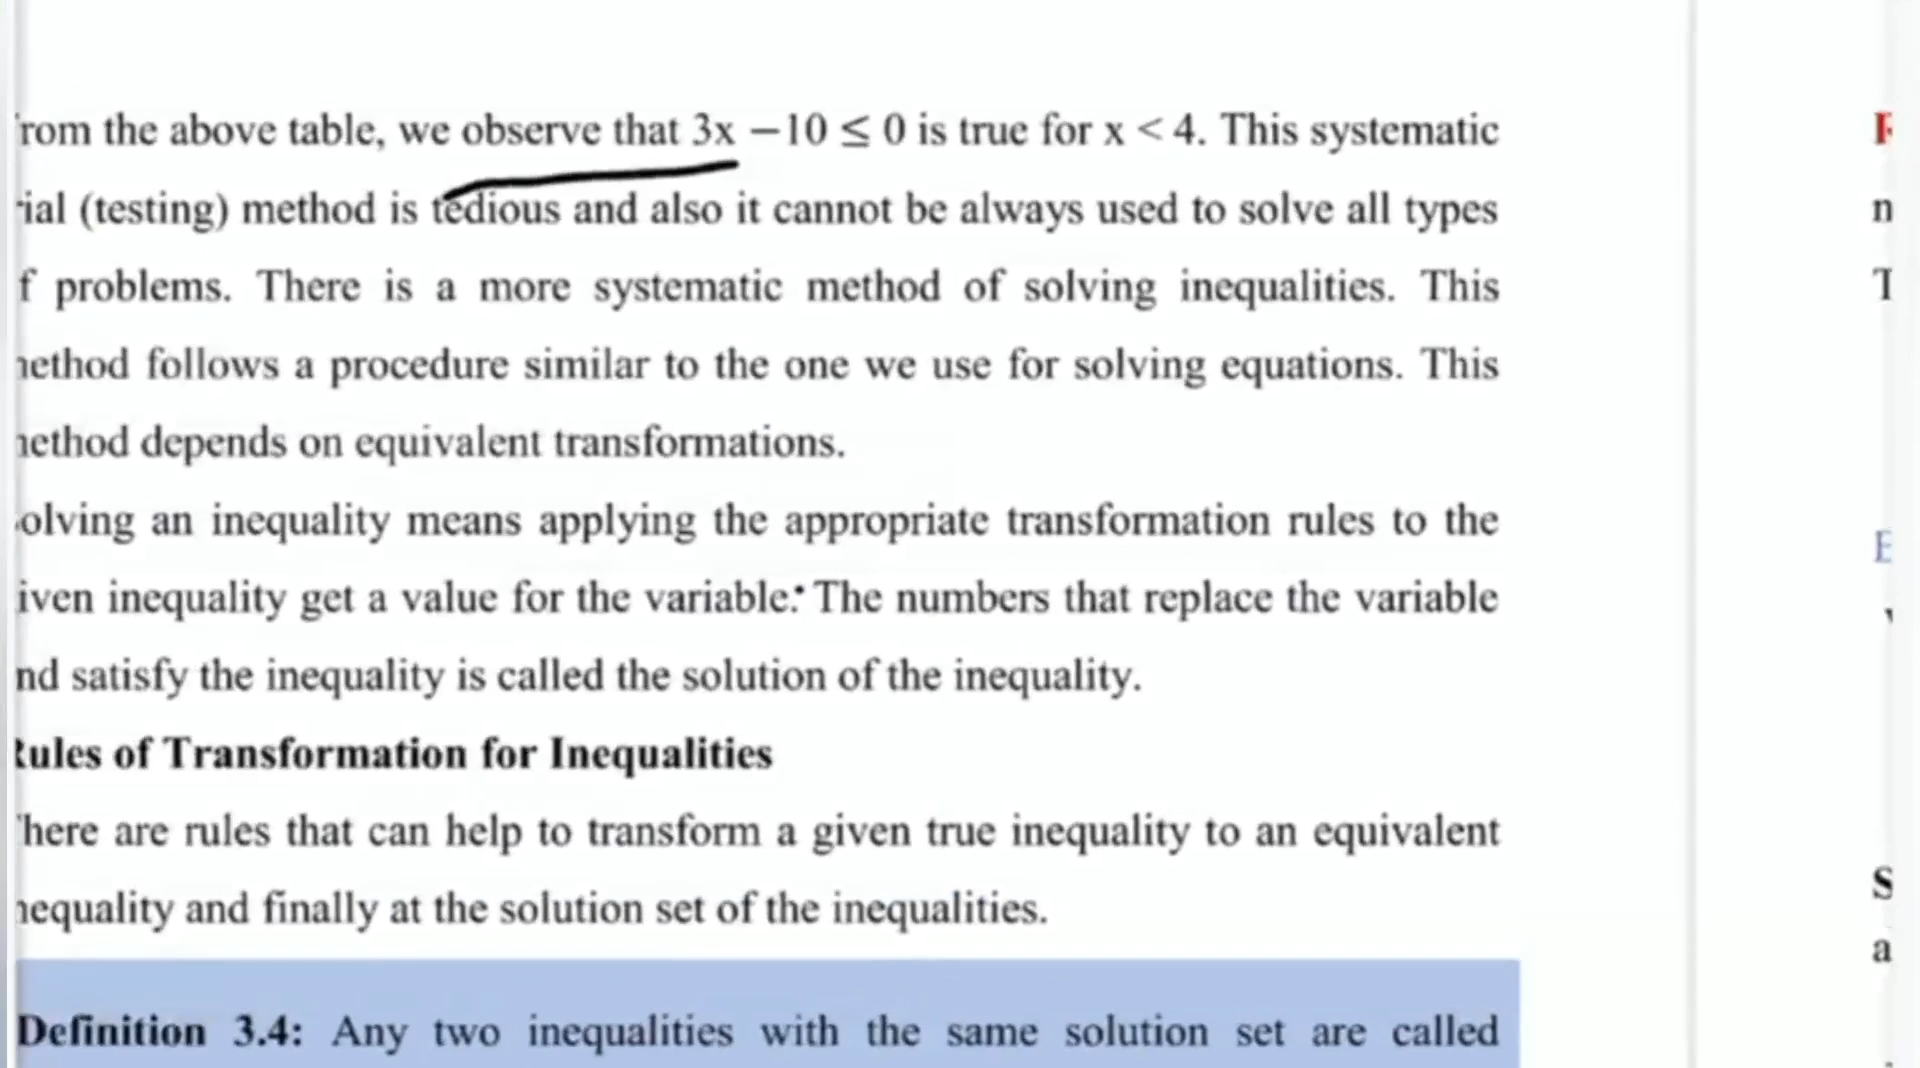 rom the above table, we observe that 3x – 10 ≤ 0 is true for x < 4. This systematic
ial (testing) method is tedious and also it cannot be always used to solve all types
f problems. There is a more systematic method of solving inequalities. This
ethod follows a procedure similar to the one we use for solving equations. This
ethod depends on equivalent transformations.
olving an inequality means applying the appropriate transformation rules to the
iven inequality get a value for the variable. The numbers that replace the variable
nd satisfy the inequality is called the solution of the inequality.
ules of Transformation for Inequalities
here are rules that can help to transform a given true inequality to an equivalent
equality and finally at the solution set of the inequalities.
Definition 3.4: Any two inequalities with the same solution set are called